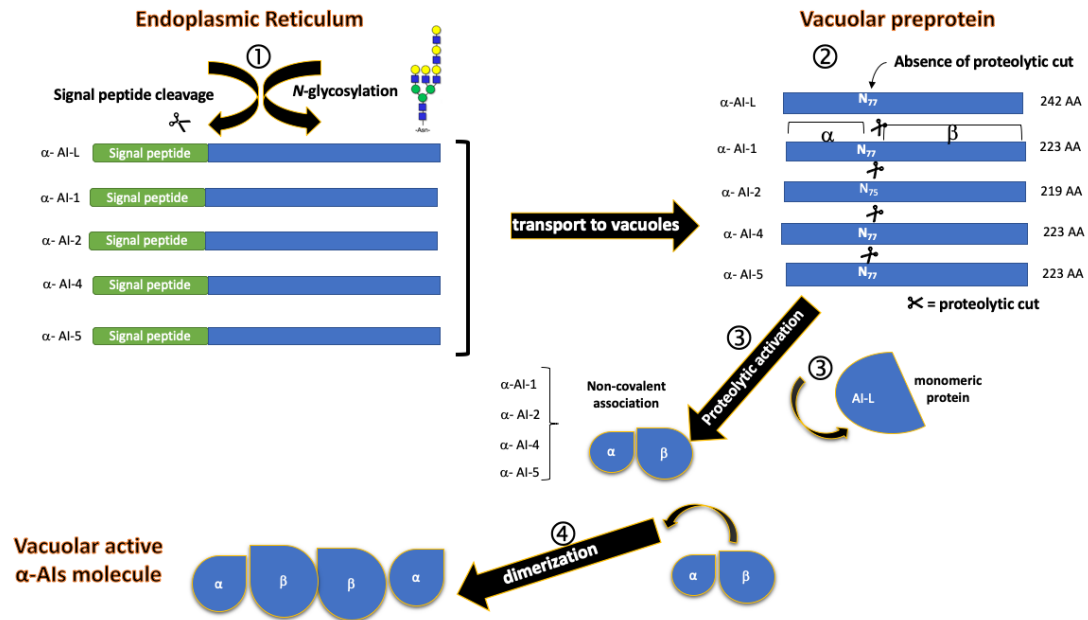 Endoplasmic Reticulum
①
Signal peptide cleavage
N-glycosylation
-Asn-
α- AI-L Signal peptide
α- AI-1 Signal peptide
α- AI-2 Signal peptide
α- AI-4 Signal peptide
α- AI-5 Signal peptide
transport to vacuoles
Vacuolar preprotein
②
Absence of proteolytic cut
α-AI-L N77 242 AA
α β
α- AI-1 N77 223 AA
α- AI-2 N75 219 AA
α- AI-4 N77 223 AA
α- AI-5 N77 223 AA
= proteolytic cut
③
Proteolytic activation
③
AI-L
monomeric
protein
α-AI-1
α- AI-2
α- AI-4
α- AI-5
Non-covalent
association
α β
④
dimerization
α β
Vacuolar active
α-AIs molecule
α β β α